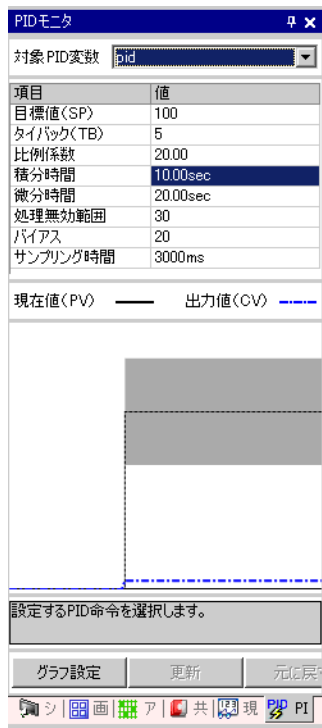 PIDモニタ
対象PID変数 pid
項目 値
目標値(SP) 100
タイバック(TB) 5
比例係数 20.00
積分時間 10.00sec
微分時間 20.00sec
処理無効範囲 30
バイアス 20
サンプリング時間 3000ms
現在値(PV) 出力値(CV)
設定するPID命令を選択します。
グラフ設定 更新 元に戻
シ 画 ア 共 現 PID PI